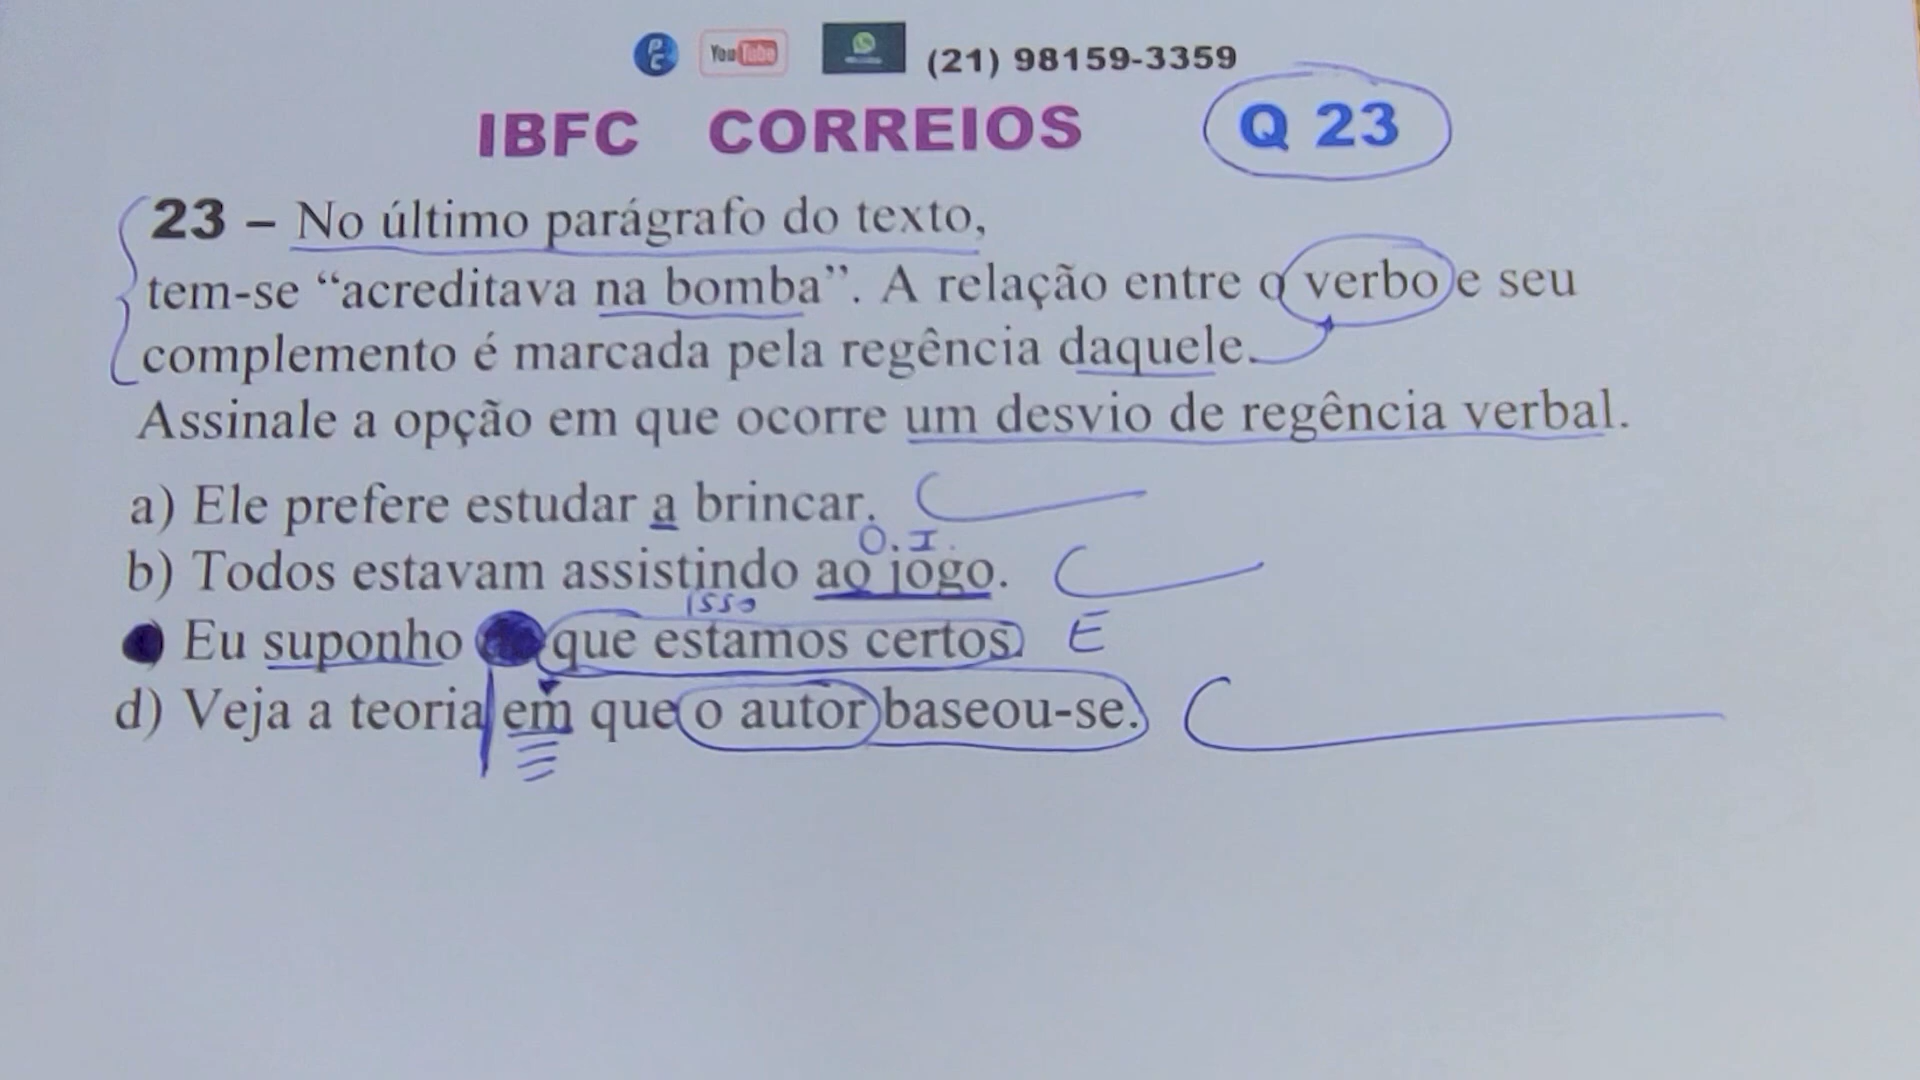 YouTube (21) 98159-3359
IBFC CORREIOS Q 23
23 – No último parágrafo do texto,
tem-se “acreditava na bomba”. A relação entre o verbo e seu
complemento é marcada pela regência daquele.
Assinale a opção em que ocorre um desvio de regência verbal.
a) Ele prefere estudar a brincar. C
O.I.
b) Todos estavam assistindo ao jogo. C
isso
Eu suponho que estamos certos. E
d) Veja a teoria em que o autor baseou-se. C